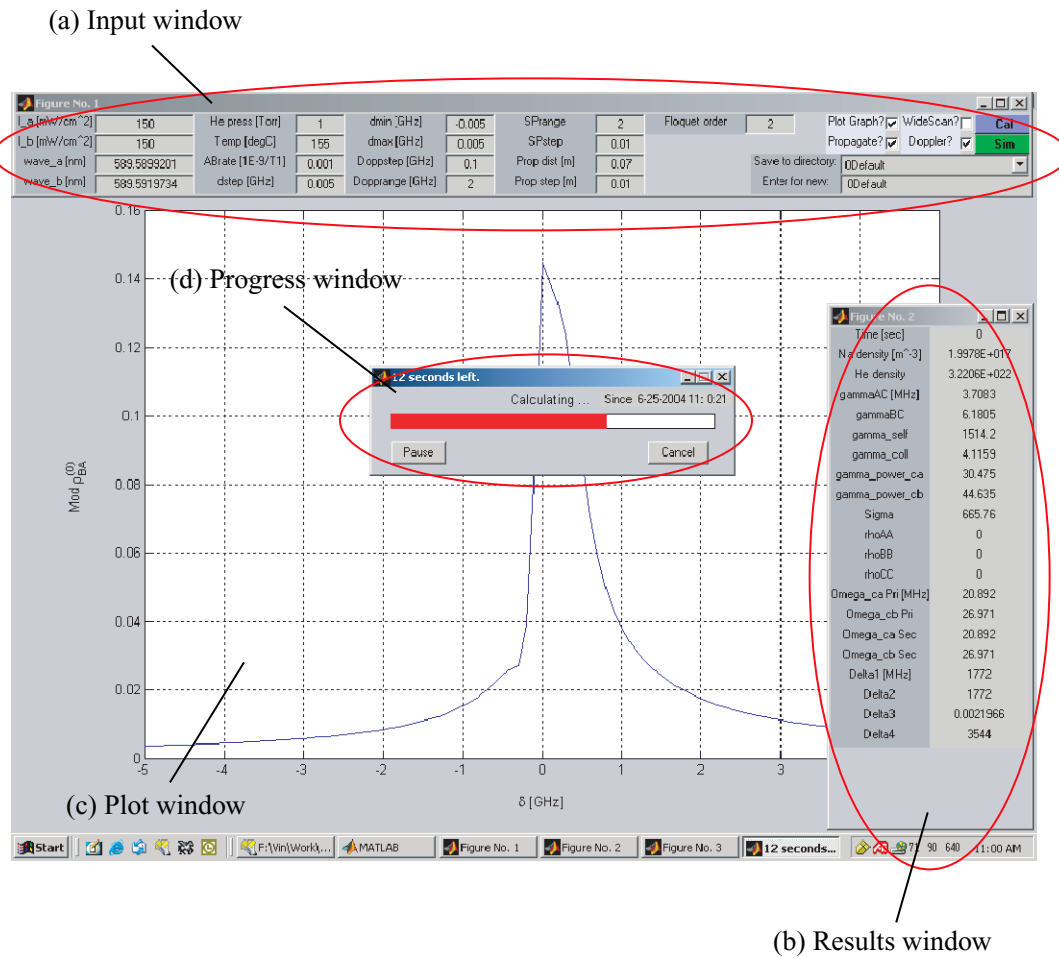 (a) Input window
Figure No. 1
I_a [mW/cm^2] 150 He press [Torr] 1 dmin [GHz] -0.005 SPrange 2 Floquet order 2 Plot Graph? WideScan? Cal
I_b [mW/cm^2] 150 Temp [degC] 155 dmax [GHz] 0.005 SPstep 0.01 Propagate? Doppler? Sim
wave_a [nm] 589.5899201 ABrate [1E-9/T1] 0.001 Doppstep [GHz] 0.1 Prop dist [m] 0.07 Save to directory: 0Default
wave_b [nm] 589.5919734 dstep [GHz] 0.005 Dopprange [GHz] 2 Prop step [m] 0.01 Enter for new: 0Default
0.16
0.14
0.12
0.1
0.08
0.06
0.04
0.02
0
Mod ρBA(0)
-5 -4 -3 -2 -1 0 1 2 3
δ [GHz]
(d) Progress window
12 seconds left.
Calculating ... Since 6-25-2004 11: 0:21
Pause Cancel
Figure No. 2
Time [sec] 0
Na density [m^-3] 1.9978E+017
He density 3.2206E+022
gammaAC [MHz] 3.7083
gammaBC 6.1805
gamma_self 1514.2
gamma_coll 4.1159
gamma_power_ca 30.475
gamma_power_cb 44.635
Sigma 665.76
rhoAA 0
rhoBB 0
rhoCC 0
Omega_ca Pri [MHz] 20.892
Omega_cb Pri 26.971
Omega_ca Sec 20.892
Omega_cb Sec 26.971
Delta1 [MHz] 1772
Delta2 1772
Delta3 0.0021966
Delta4 3544
(c) Plot window
Start F:\Vin\Work\... MATLAB Figure No. 1 Figure No. 2 Figure No. 3 12 seconds... 71 90 640 11:00 AM
(b) Results window